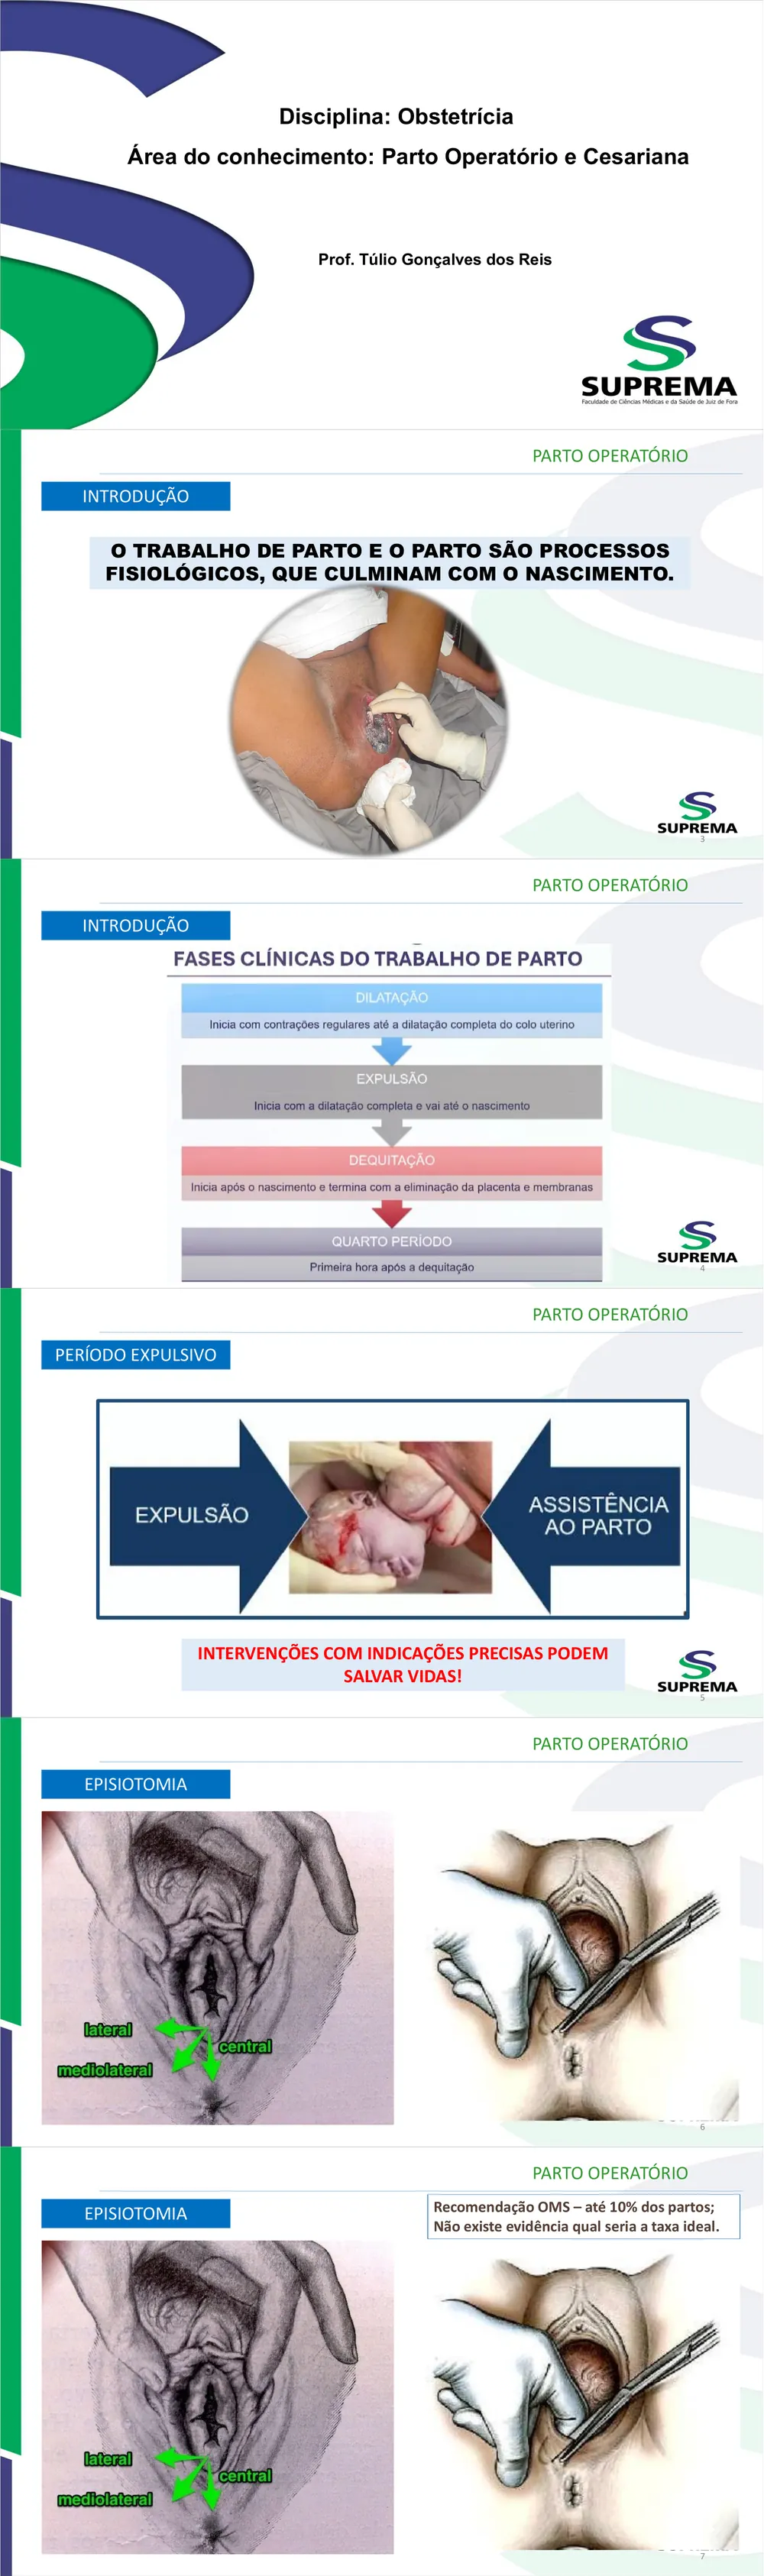 Disciplina: Obstetrícia
Área do conhecimento: Parto Operatório e Cesariana
Prof. Túlio Gonçalves dos Reis
SUPREMA
Faculdade de Ciências Médicas e da Saúde de Juiz de Fora
PARTO OPERATÓRIO
INTRODUÇÃO
O TRABALHO DE PARTO E O PARTO SÃO PROCESSOS
FISIOLÓGICOS, QUE CULMINAM COM O NASCIMENTO.
SUPREMA
3
PARTO OPERATÓRIO
INTRODUÇÃO
FASES CLÍNICAS DO TRABALHO DE PARTO
DILATAÇÃO
Inicia com contrações regulares até a dilatação completa do colo uterino
EXPULSÃO
Inicia com a dilatação completa e vai até o nascimento
DEQUITAÇÃO
Inicia após o nascimento e termina com a eliminação da placenta e membranas
QUARTO PERÍODO
Primeira hora após a dequitação
SUPREMA
4
PARTO OPERATÓRIO
PERÍODO EXPULSIVO
EXPULSÃO
ASSISTÊNCIA
AO PARTO
INTERVENÇÕES COM INDICAÇÕES PRECISAS PODEM
SALVAR VIDAS!
SUPREMA
5
PARTO OPERATÓRIO
EPISIOTOMIA
lateral
central
mediolateral
6
PARTO OPERATÓRIO
EPISIOTOMIA
Recomendação OMS – até 10% dos partos;
Não existe evidência qual seria a taxa ideal.
lateral
central
mediolateral
7